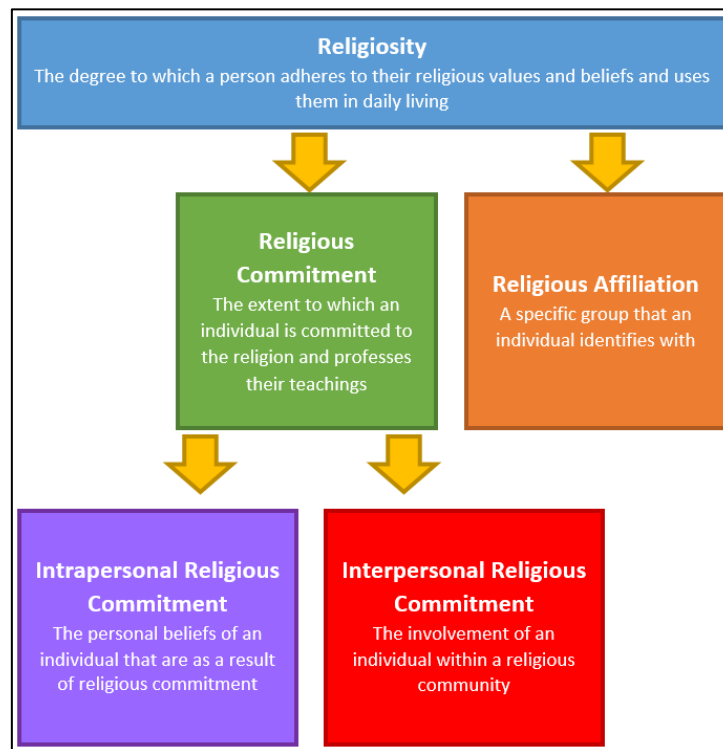 Religiosity
The degree to which a person adheres to their religious values and beliefs and uses
them in daily living
Religious
Commitment
The extent to which an
individual is committed to
the religion and professes
their teachings
Religious Affiliation
A specific group that an
individual identifies with
Intrapersonal Religious
Commitment
The personal beliefs of an
individual that are as a result
of religious commitment
Interpersonal Religious
Commitment
The involvement of an
individual within a religious
community